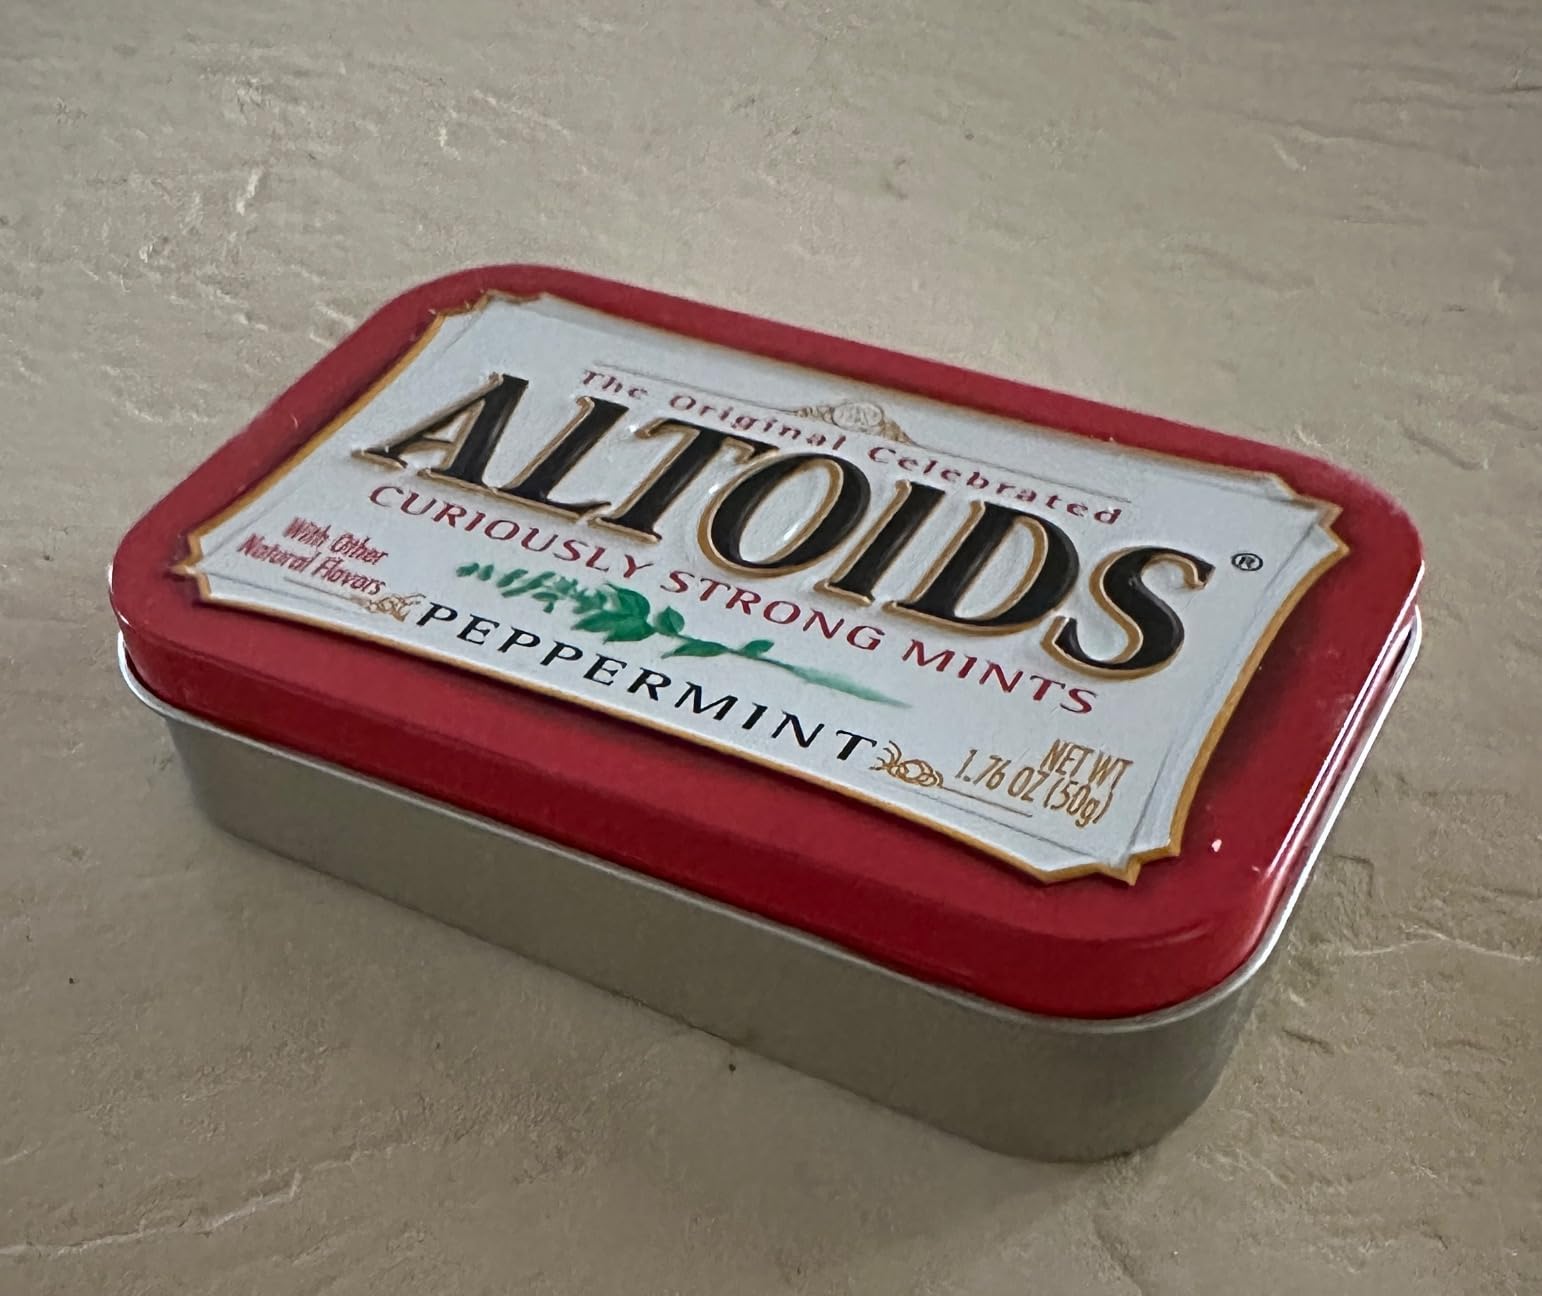 The Original Celebrated
ALTOIDS®
CURIOUSLY STRONG MINTS
With Other
Natural Flavors
PEPPERMINT
NET WT
1.76 OZ (50g)